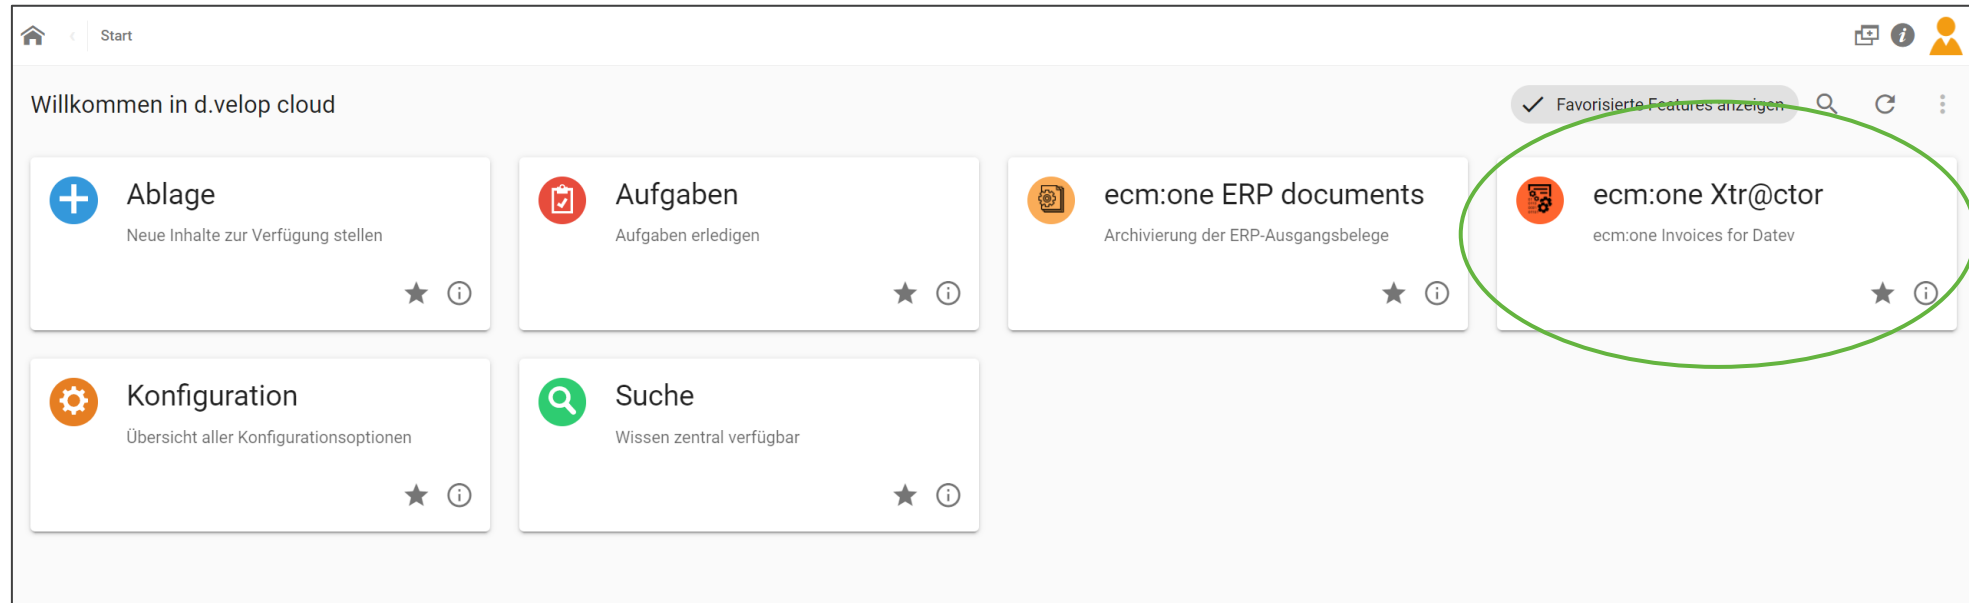 Start
Willkommen in d.velop cloud
Favorisierte Features anzeigen
Ablage
Neue Inhalte zur Verfügung stellen
Aufgaben
Aufgaben erledigen
ecm:one ERP documents
Archivierung der ERP-Ausgangsbelege
ecm:one Xtr@ctor
ecm:one Invoices for Datev
Konfiguration
Übersicht aller Konfigurationsoptionen
Suche
Wissen zentral verfügbar